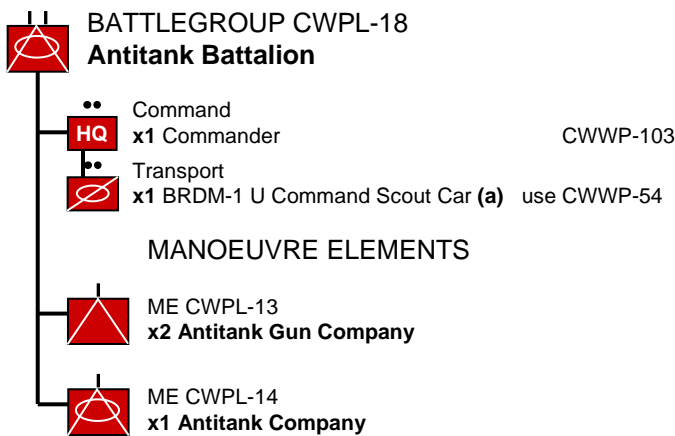 BATTLEGROUP CWPL-18
Antitank Battalion
Command
HQ x1 Commander CWWP-103
Transport
x1 BRDM-1 U Command Scout Car (a) use CWWP-54
MANOEUVRE ELEMENTS
ME CWPL-13
x2 Antitank Gun Company
ME CWPL-14
x1 Antitank Company